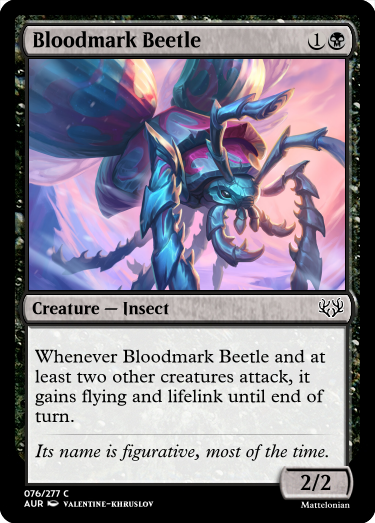 Bloodmark Beetle 1
Creature — Insect
Whenever Bloodmark Beetle and at
least two other creatures attack, it
gains flying and lifelink until end of
turn.
Its name is figurative, most of the time.
2/2
076/277 C
AUR VALENTINE-KHRUSLOV
Mattelonian